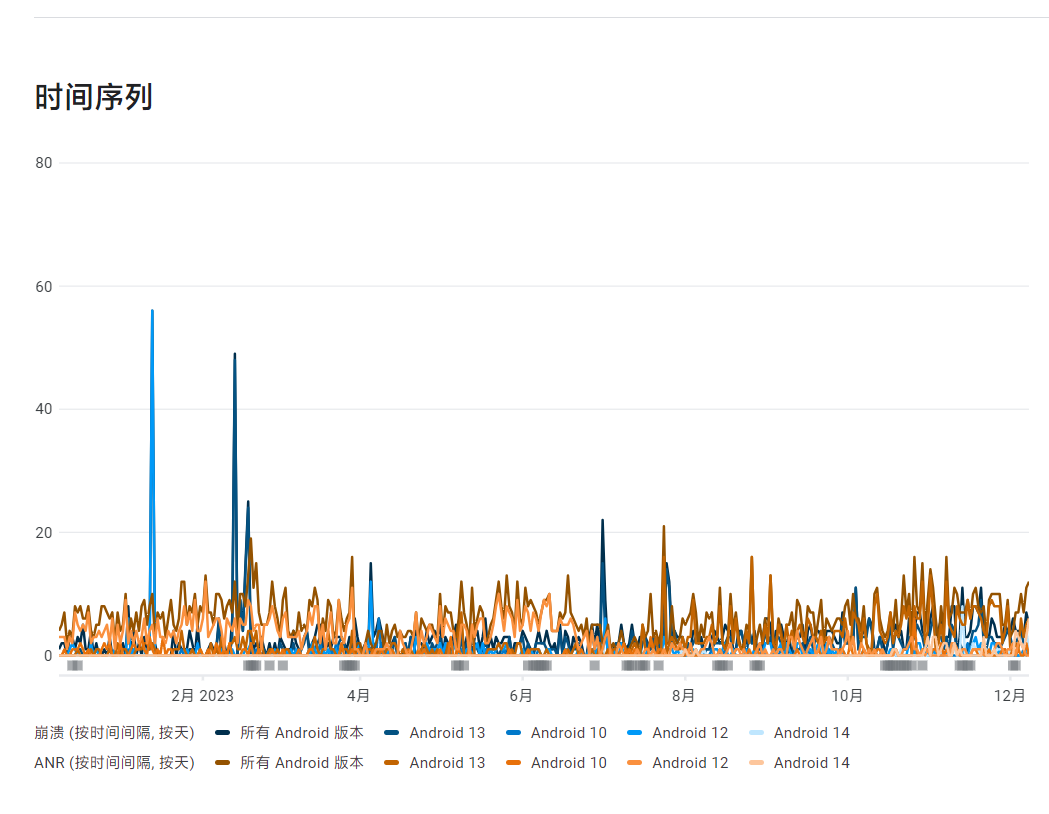 时间序列
80
60
40
20
0
2月 2023 4月 6月 8月 10月 12月
崩溃 (按时间间隔, 按天) 所有 Android 版本 Android 13 Android 10 Android 12 Android 14
ANR (按时间间隔, 按天) 所有 Android 版本 Android 13 Android 10 Android 12 Android 14